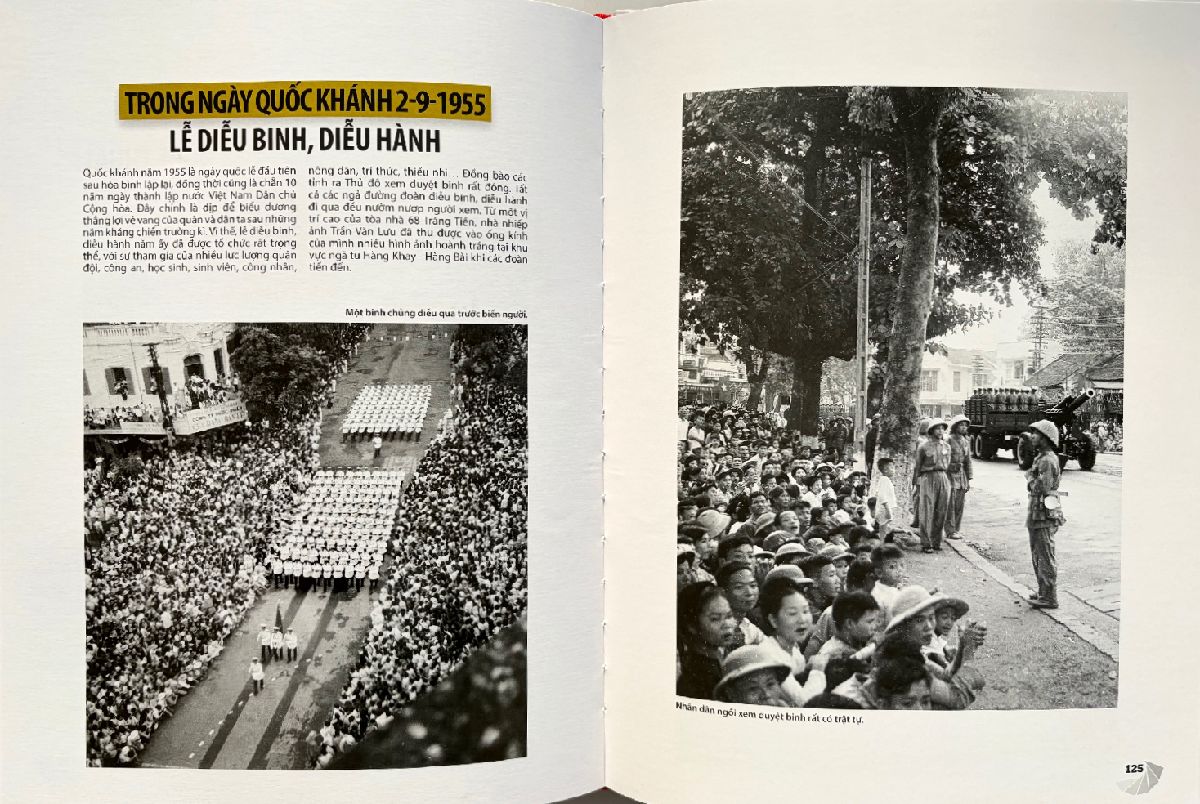 TRONG NGÀY QUỐC KHÁNH 2-9-1955
LỄ DIỄU BINH, DIỄU HÀNH
Quốc khánh năm 1955 là ngày quốc lễ đầu tiên
sau hòa bình lập lại, đồng thời cũng là chẵn 10
năm ngày thành lập nước Việt Nam Dân chủ
Cộng hòa. Đây chính là dịp để biểu dương
thắng lợi vẻ vang của quân và dân ta sau những
năm kháng chiến trường kì. Vì thế, lễ diễu binh,
diễu hành năm ấy đã được tổ chức rất trọng
thể, với sự tham gia của nhiều lực lượng quân
đội, công an, học sinh, sinh viên, công nhân,
nông dân, trí thức, thiếu nhi… Đồng bào các
tỉnh ra Thủ đô xem duyệt binh rất đông. Tất
cả các ngả đường đoàn diễu binh, diễu hành
đi qua đều nườm nượp người xem. Từ một vị
trí cao của tòa nhà 68 Tràng Tiền, nhà nhiếp
ảnh Trần Văn Lưu đã thu được vào ống kính
của mình nhiều hình ảnh hoành tráng tại khu
vực ngã tư Hàng Khay - Hàng Bài khi các đoàn
tiến đến.
Một binh chủng diễu qua trước biển người.
Nhân dân ngồi xem duyệt binh rất có trật tự.
125